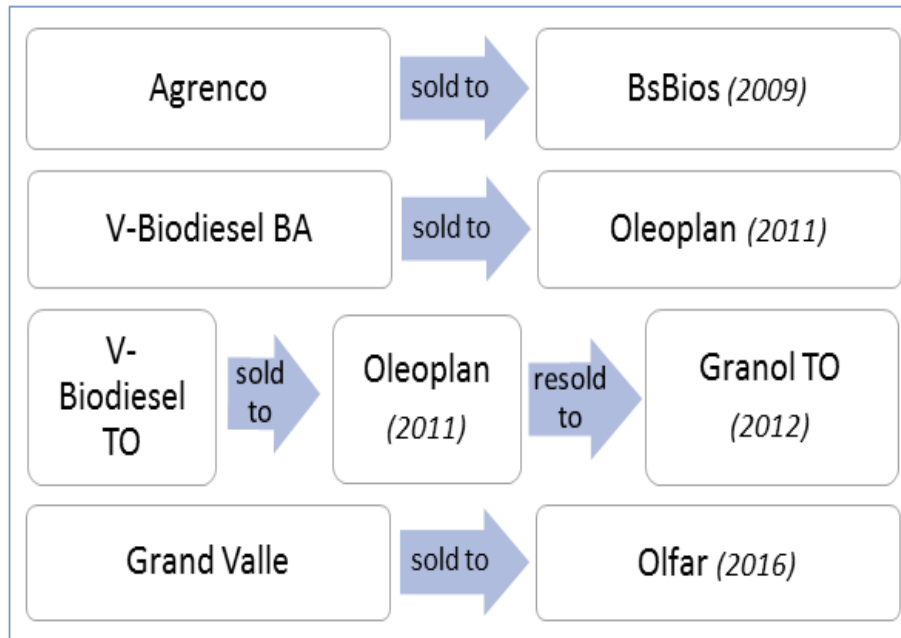 Agrenco
sold to
BsBios (2009)
V-Biodiesel BA
sold to
Oleoplan (2011)
V-
Biodiesel
TO
sold
to
Oleoplan
(2011)
resold
to
Granol TO
(2012)
Grand Valle
sold to
Olfar (2016)